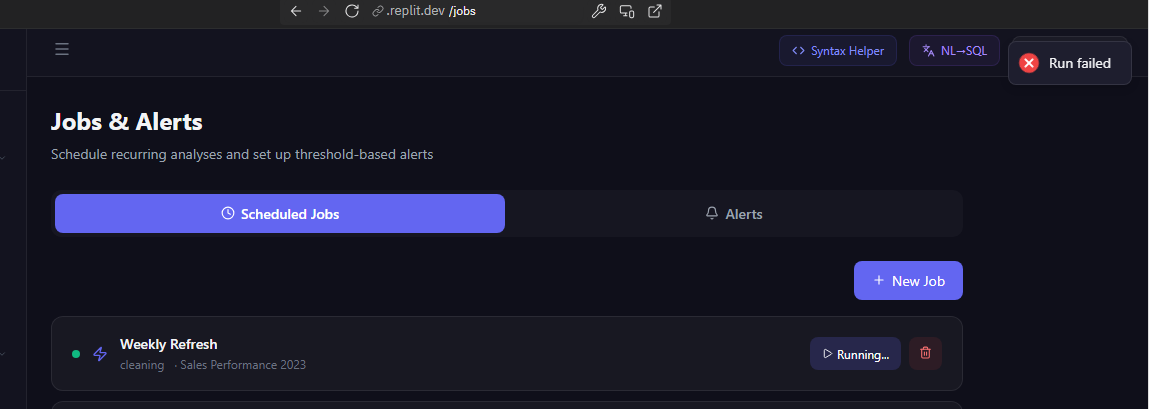 .replit.dev /jobs
Syntax Helper
NL→SQL
Run failed
Jobs & Alerts
Schedule recurring analyses and set up threshold-based alerts
Scheduled Jobs
Alerts
+ New Job
Weekly Refresh
cleaning · Sales Performance 2023
Running...